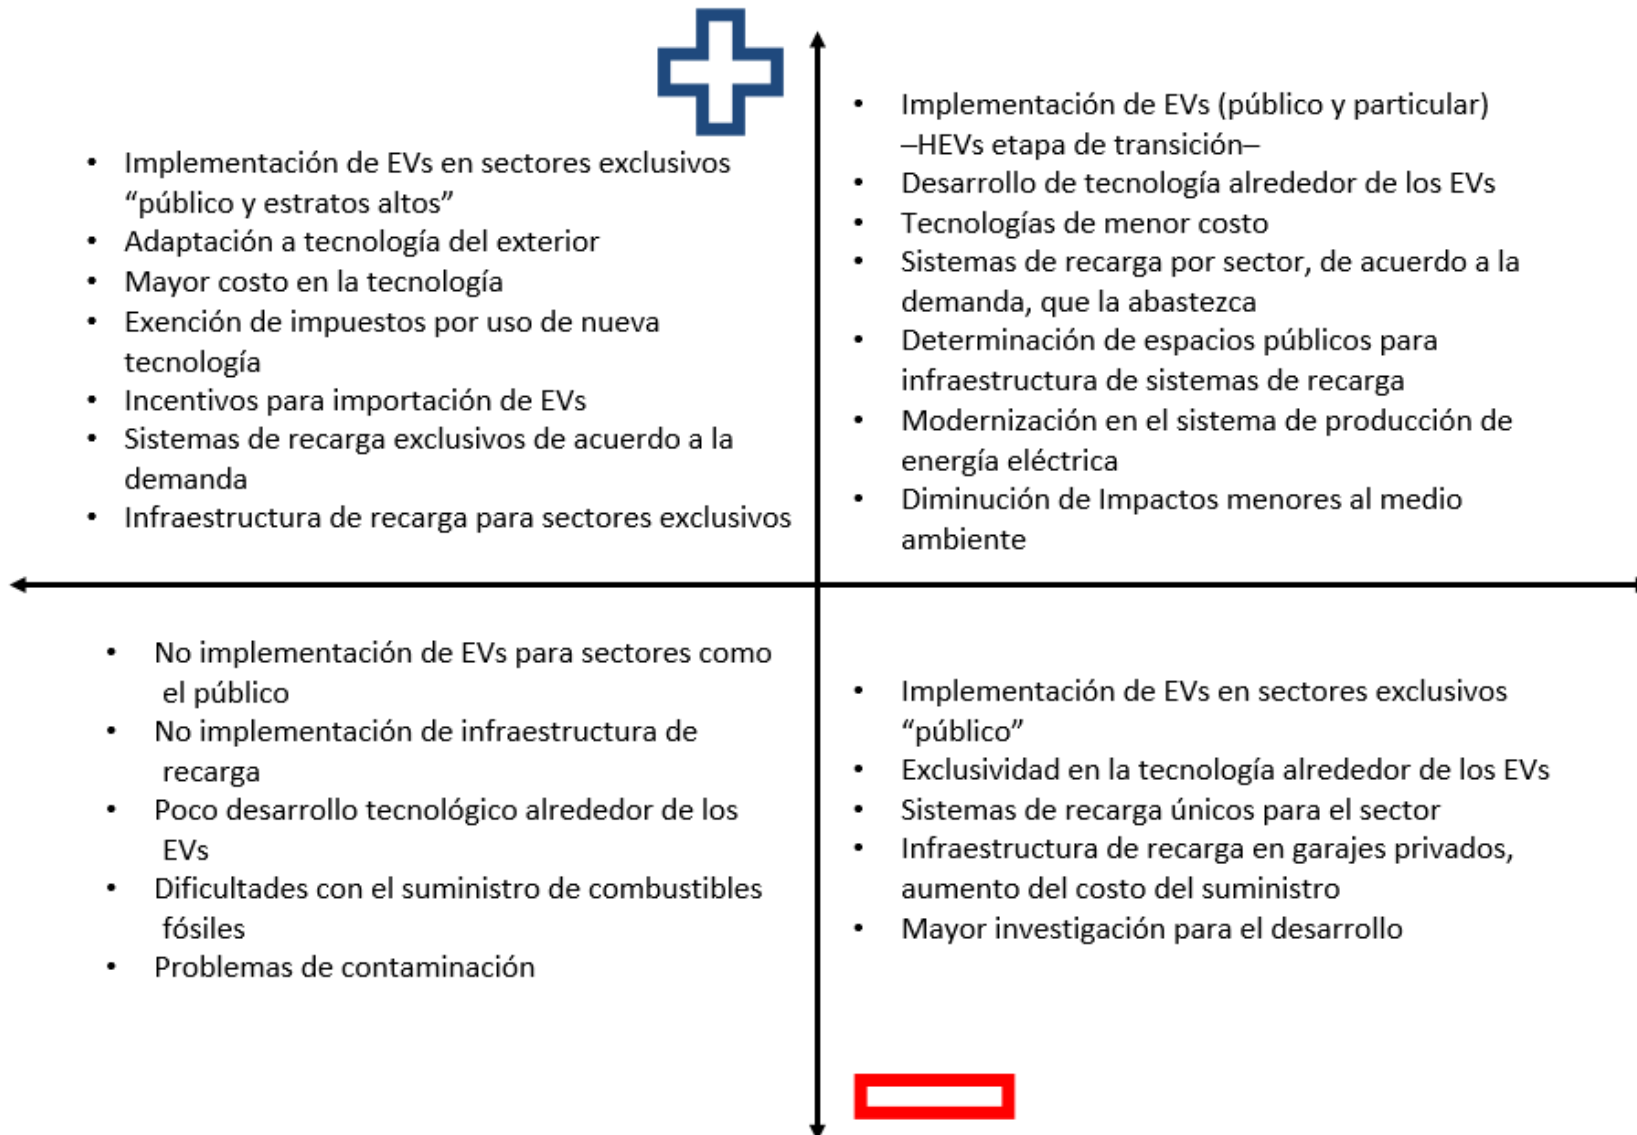 • Implementación de EVs en sectores exclusivos
“público y estratos altos”
• Adaptación a tecnología del exterior
• Mayor costo en la tecnología
• Exención de impuestos por uso de nueva
tecnología
• Incentivos para importación de EVs
• Sistemas de recarga exclusivos de acuerdo a la
demanda
• Infraestructura de recarga para sectores exclusivos
• Implementación de EVs (público y particular)
–HEVs etapa de transición–
• Desarrollo de tecnología alrededor de los EVs
• Tecnologías de menor costo
• Sistemas de recarga por sector, de acuerdo a la
demanda, que la abastezca
• Determinación de espacios públicos para
infraestructura de sistemas de recarga
• Modernización en el sistema de producción de
energía eléctrica
• Diminución de Impactos menores al medio
ambiente
• No implementación de EVs para sectores como
el público
• No implementación de infraestructura de
recarga
• Poco desarrollo tecnológico alrededor de los
EVs
• Dificultades con el suministro de combustibles
fósiles
• Problemas de contaminación
• Implementación de EVs en sectores exclusivos
“público”
• Exclusividad en la tecnología alrededor de los EVs
• Sistemas de recarga únicos para el sector
• Infraestructura de recarga en garajes privados,
aumento del costo del suministro
• Mayor investigación para el desarrollo